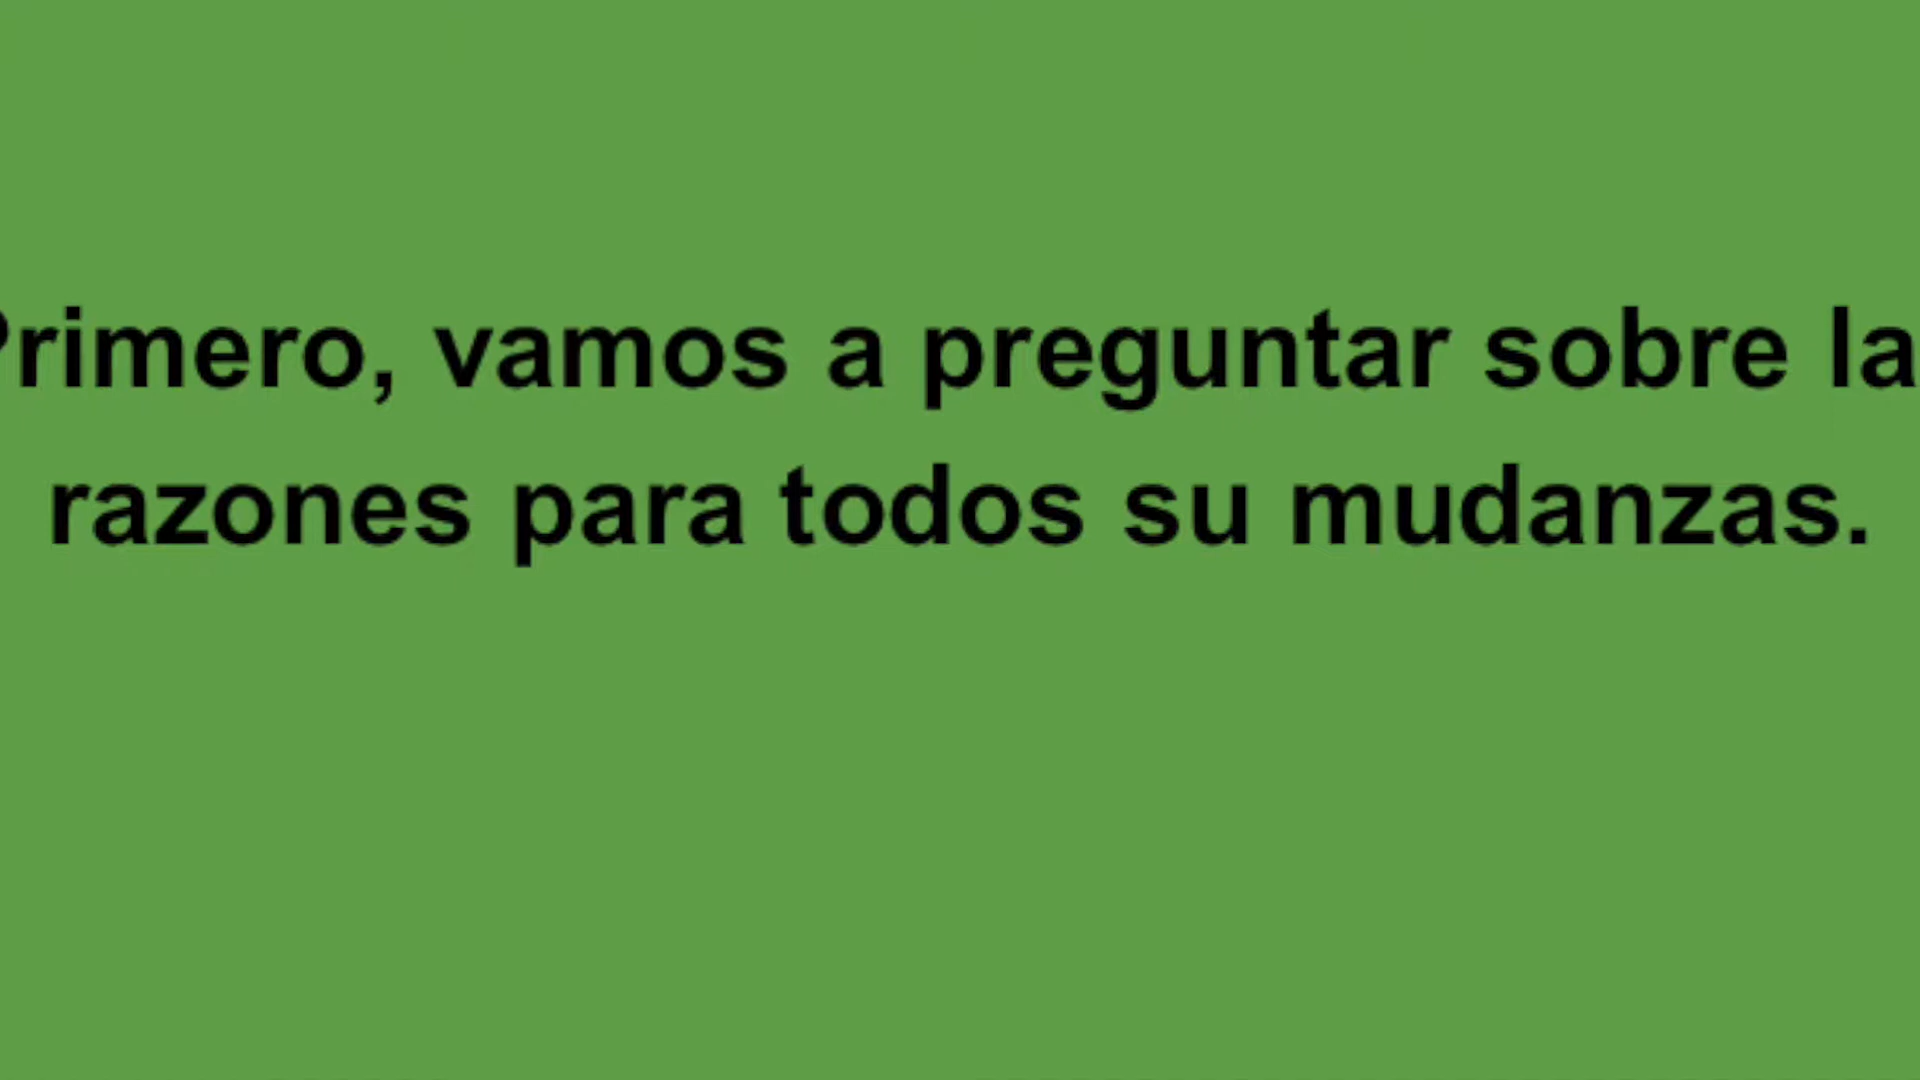 Primero, vamos a preguntar sobre la
razones para todos su mudanzas.